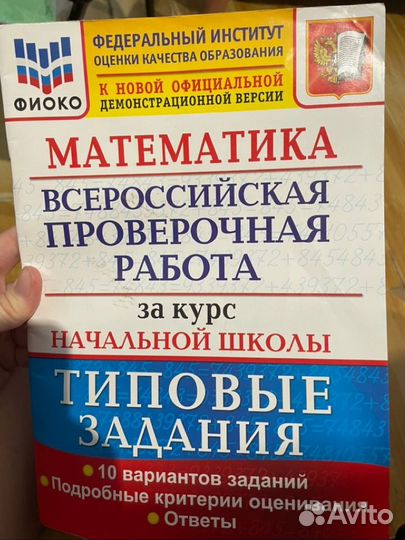 ФИОКО
ФЕДЕРАЛЬНЫЙ ИНСТИТУТ
ОЦЕНКИ КАЧЕСТВА ОБРАЗОВАНИЯ
К НОВОЙ ОФИЦИАЛЬНОЙ
ДЕМОНСТРАЦИОННОЙ ВЕРСИИ
МАТЕМАТИКА
ВСЕРОССИЙСКАЯ
ПРОВЕРОЧНАЯ
РАБОТА
за курс
НАЧАЛЬНОЙ ШКОЛЫ
ТИПОВЫЕ
ЗАДАНИЯ
• 10 вариантов заданий
• Подробные критерии оценивания
• Ответы
Avito